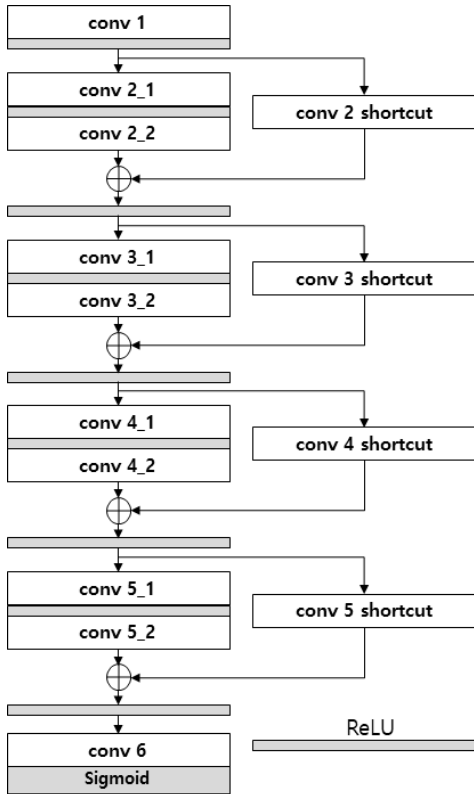 conv 1
conv 2_1
conv 2 shortcut
conv 2_2
conv 3_1
conv 3 shortcut
conv 3_2
conv 4_1
conv 4 shortcut
conv 4_2
conv 5_1
conv 5 shortcut
conv 5_2
ReLU
conv 6
Sigmoid